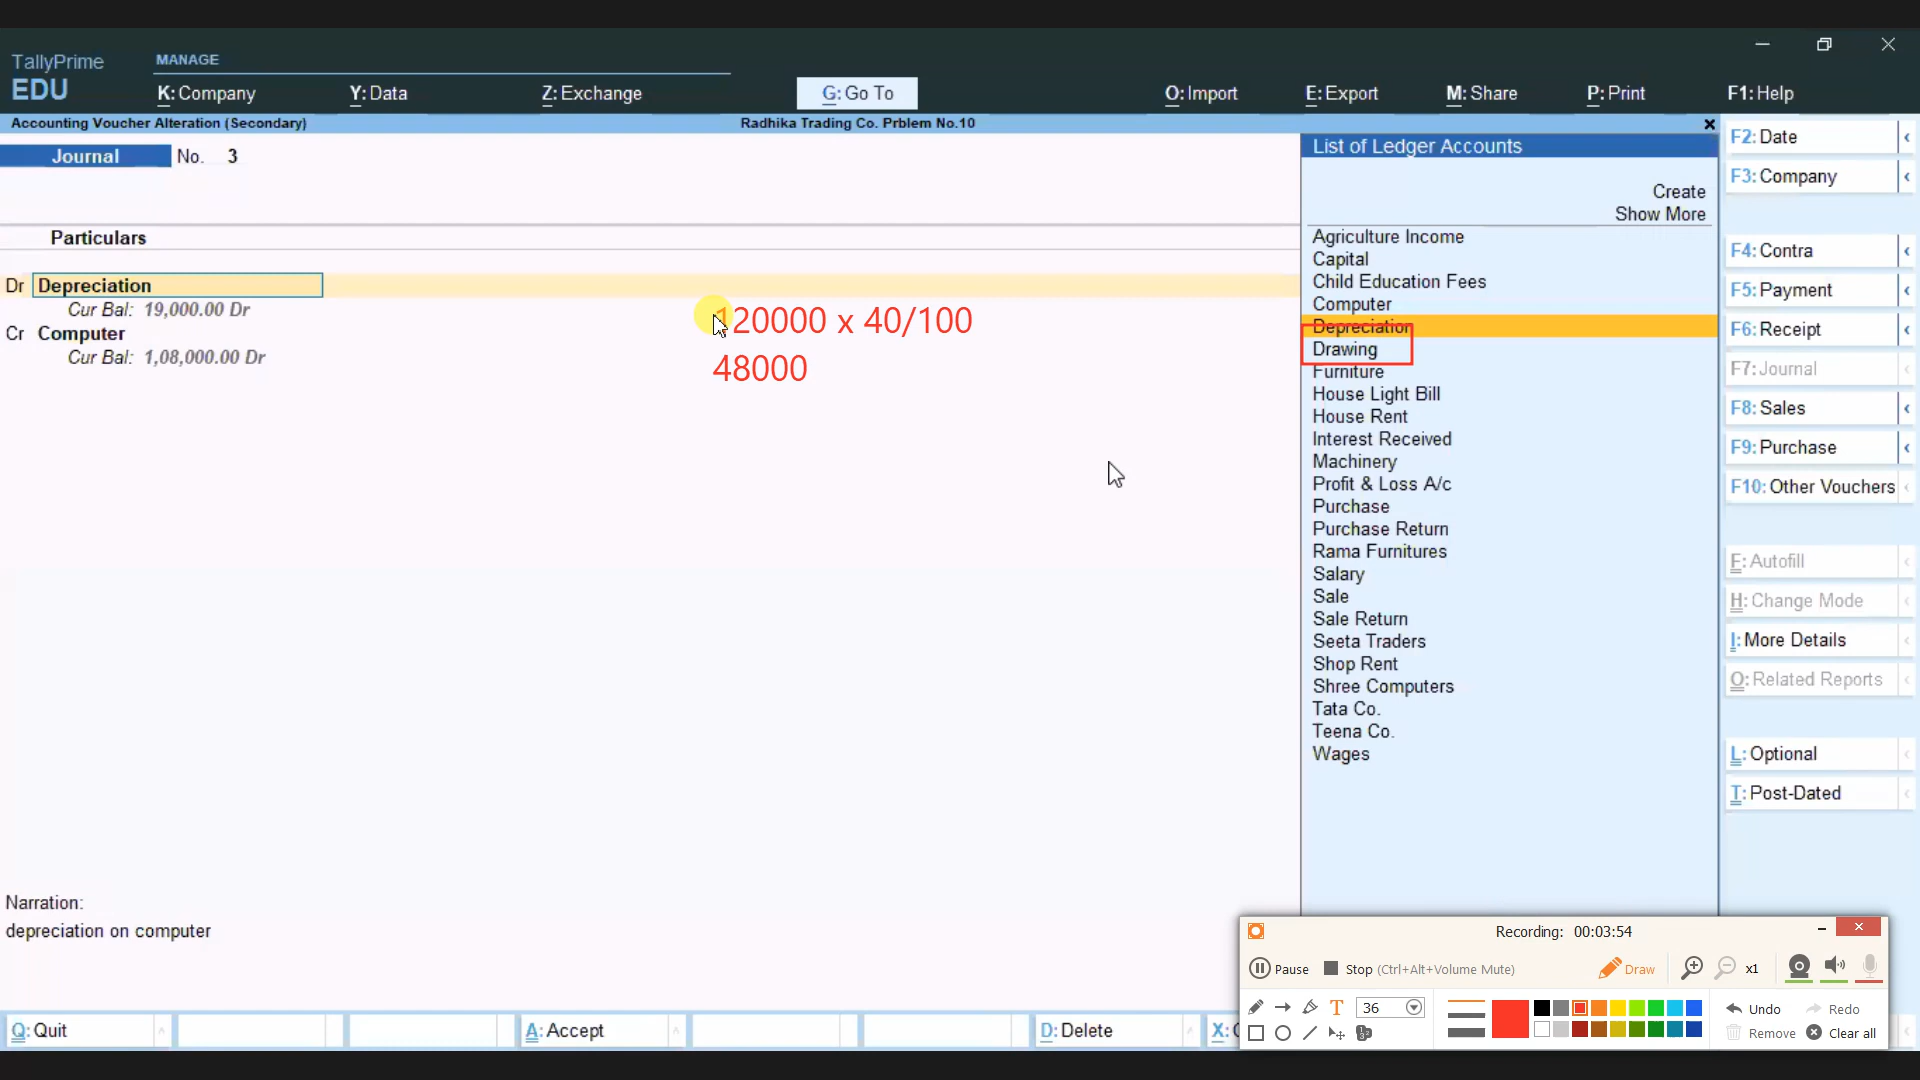 TallyPrime
EDU
MANAGE
K: Company
Y: Data
Z: Exchange
G: Go To
O: Import
E: Export
M: Share
P: Print
F1: Help
Accounting Voucher Alteration (Secondary)
Radhika Trading Co. Prblem No.10
Journal No. 3
Particulars
Dr Depreciation
Cur Bal: 19,000.00 Dr
Cr Computer
Cur Bal: 1,08,000.00 Dr
120000 x 40/100
48000
Narration:
depreciation on computer
List of Ledger Accounts
Create
Show More
Agriculture Income
Capital
Child Education Fees
Computer
Depreciation
Drawing
Furniture
House Light Bill
House Rent
Interest Received
Machinery
Profit & Loss A/c
Purchase
Purchase Return
Rama Furnitures
Salary
Sale
Sale Return
Seeta Traders
Shop Rent
Shree Computers
Tata Co.
Teena Co.
Wages
F2: Date
F3: Company
F4: Contra
F5: Payment
F6: Receipt
F7: Journal
F8: Sales
F9: Purchase
F10: Other Vouchers
F: Autofill
H: Change Mode
I: More Details
O: Related Reports
L: Optional
T: Post-Dated
Q: Quit
A: Accept
D: Delete
X:
Recording: 00:03:54
Pause
Stop (Ctrl+Alt+Volume Mute)
Draw
x1
T
36
Undo
Redo
Remove
Clear all